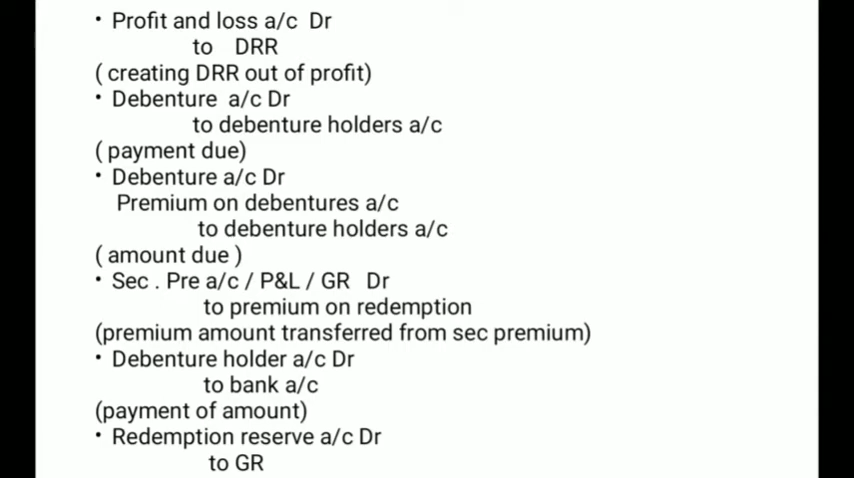 • Profit and loss a/c Dr
to DRR
( creating DRR out of profit)
• Debenture a/c Dr
to debenture holders a/c
( payment due)
• Debenture a/c Dr
Premium on debentures a/c
to debenture holders a/c
( amount due )
• Sec . Pre a/c / P&L / GR Dr
to premium on redemption
(premium amount transferred from sec premium)
• Debenture holder a/c Dr
to bank a/c
(payment of amount)
• Redemption reserve a/c Dr
to GR